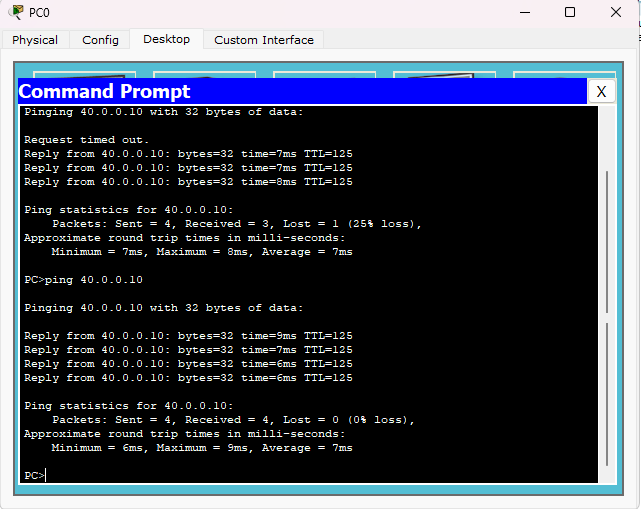 PC0
Physical Config Desktop Custom Interface
Command Prompt X
Pinging 40.0.0.10 with 32 bytes of data:
Request timed out.
Reply from 40.0.0.10: bytes=32 time=7ms TTL=125
Reply from 40.0.0.10: bytes=32 time=7ms TTL=125
Reply from 40.0.0.10: bytes=32 time=8ms TTL=125
Ping statistics for 40.0.0.10:
Packets: Sent = 4, Received = 3, Lost = 1 (25% loss),
Approximate round trip times in milli-seconds:
Minimum = 7ms, Maximum = 8ms, Average = 7ms
PC>ping 40.0.0.10
Pinging 40.0.0.10 with 32 bytes of data:
Reply from 40.0.0.10: bytes=32 time=9ms TTL=125
Reply from 40.0.0.10: bytes=32 time=7ms TTL=125
Reply from 40.0.0.10: bytes=32 time=6ms TTL=125
Reply from 40.0.0.10: bytes=32 time=6ms TTL=125
Ping statistics for 40.0.0.10:
Packets: Sent = 4, Received = 4, Lost = 0 (0% loss),
Approximate round trip times in milli-seconds:
Minimum = 6ms, Maximum = 9ms, Average = 7ms
PC>